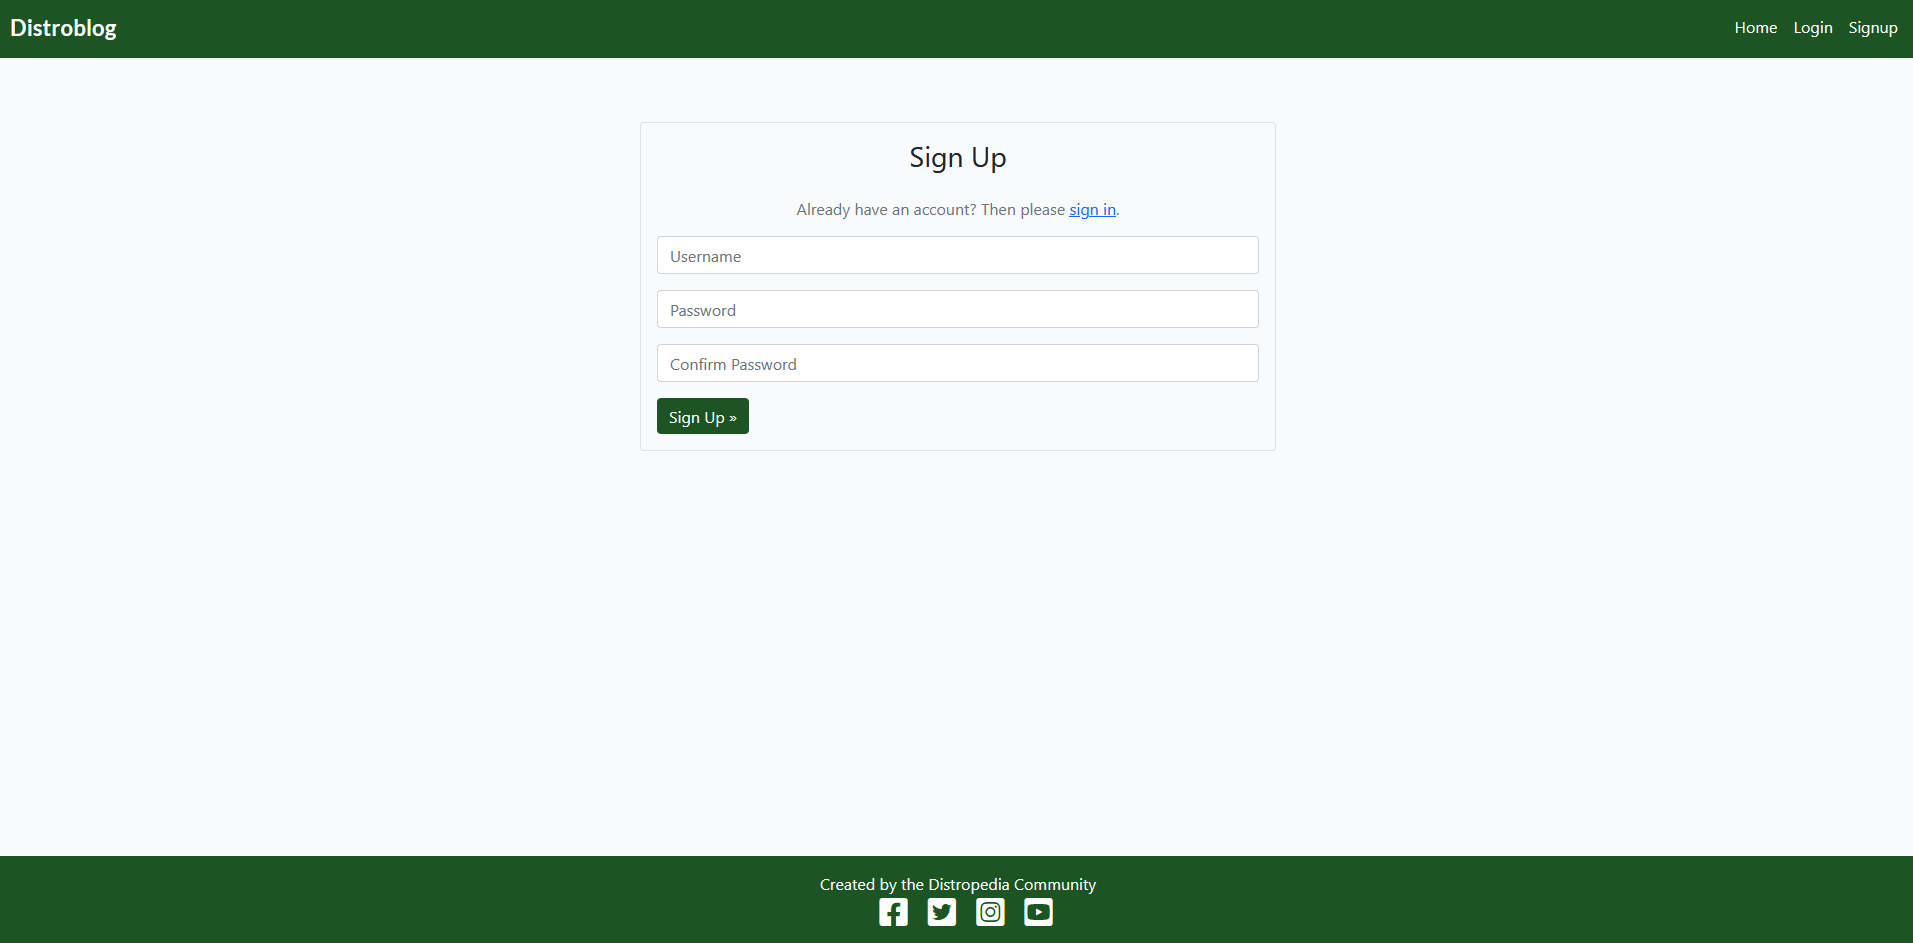 Distroblog
Home Login Signup
Sign Up
Already have an account? Then please sign in.
Username
Password
Confirm Password
Sign Up »
Created by the Distropedia Community